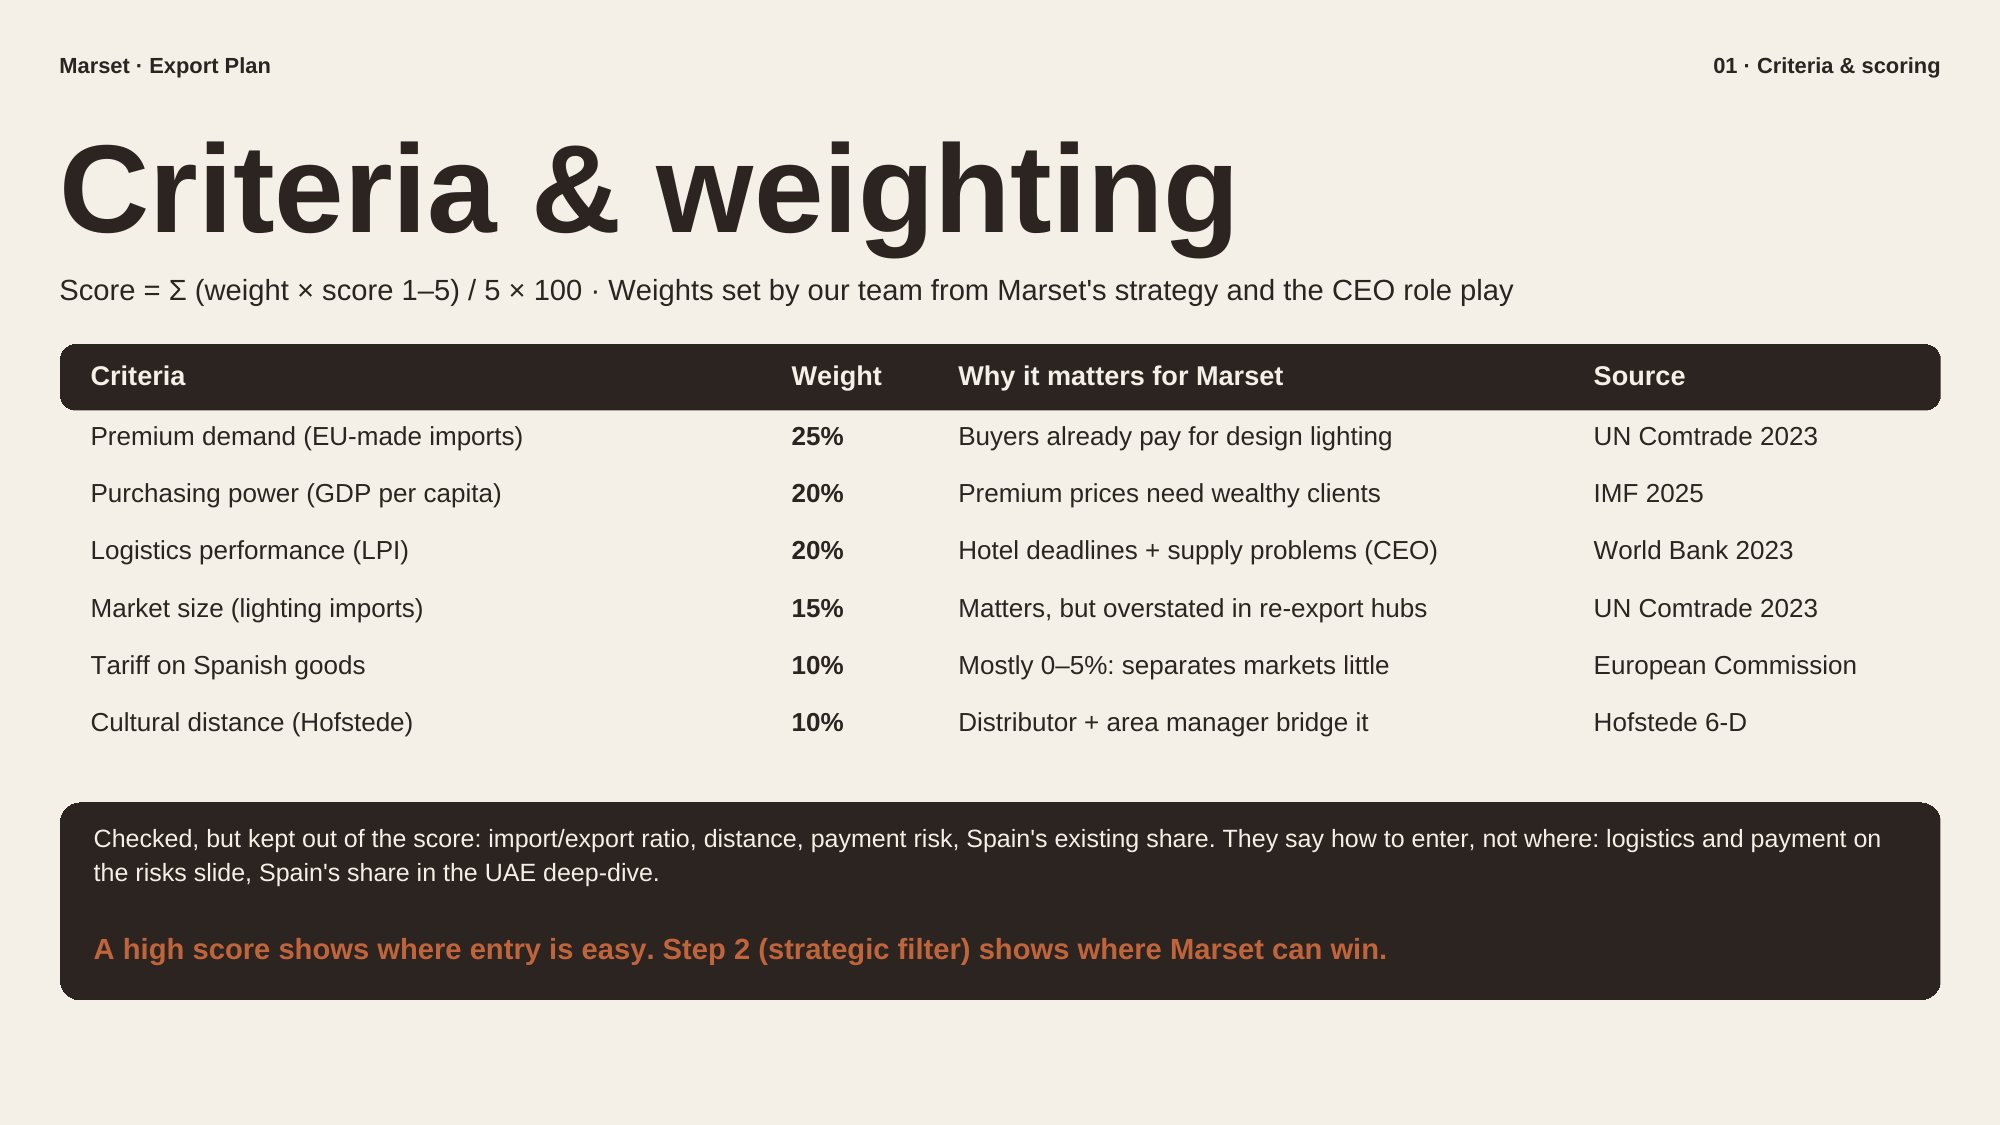 Marset · Export Plan
01 · Criteria & scoring
Criteria & weighting
Score = Σ (weight × score 1–5) / 5 × 100 · Weights set by our team from Marset's strategy and the CEO role play
Criteria Weight Why it matters for Marset Source
Premium demand (EU-made imports) 25% Buyers already pay for design lighting UN Comtrade 2023
Purchasing power (GDP per capita) 20% Premium prices need wealthy clients IMF 2025
Logistics performance (LPI) 20% Hotel deadlines + supply problems (CEO) World Bank 2023
Market size (lighting imports) 15% Matters, but overstated in re-export hubs UN Comtrade 2023
Tariff on Spanish goods 10% Mostly 0–5%: separates markets little European Commission
Cultural distance (Hofstede) 10% Distributor + area manager bridge it Hofstede 6-D
Checked, but kept out of the score: import/export ratio, distance, payment risk, Spain's existing share. They say how to enter, not where: logistics and payment on
the risks slide, Spain's share in the UAE deep-dive.
A high score shows where entry is easy. Step 2 (strategic filter) shows where Marset can win.